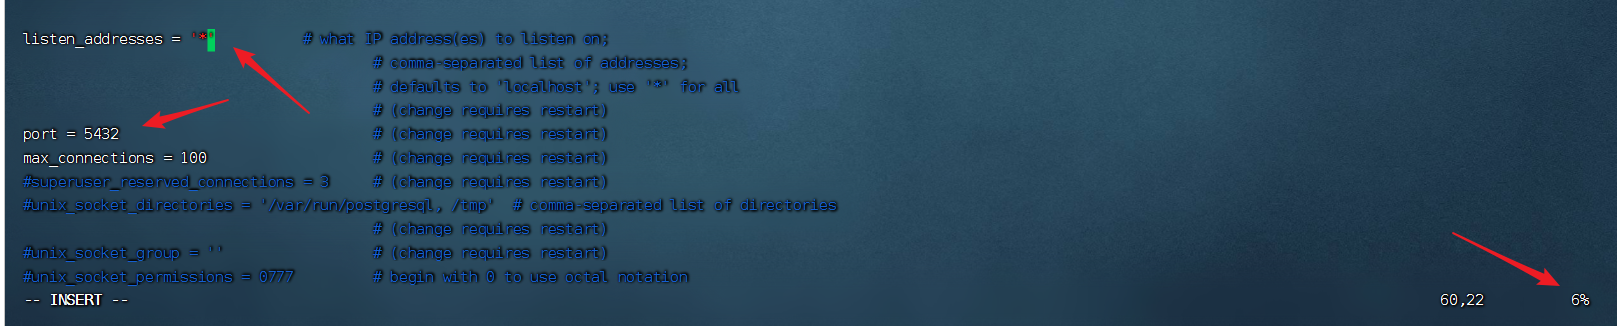 listen_addresses = '*' # what IP address(es) to listen on;
# comma-separated list of addresses;
# defaults to 'localhost'; use '*' for all
# (change requires restart)
port = 5432 # (change requires restart)
max_connections = 100 # (change requires restart)
#superuser_reserved_connections = 3 # (change requires restart)
#unix_socket_directories = '/var/run/postgresql, /tmp' # comma-separated list of directories
# (change requires restart)
#unix_socket_group = '' # (change requires restart)
#unix_socket_permissions = 0777 # begin with 0 to use octal notation
-- INSERT -- 60,22 6%